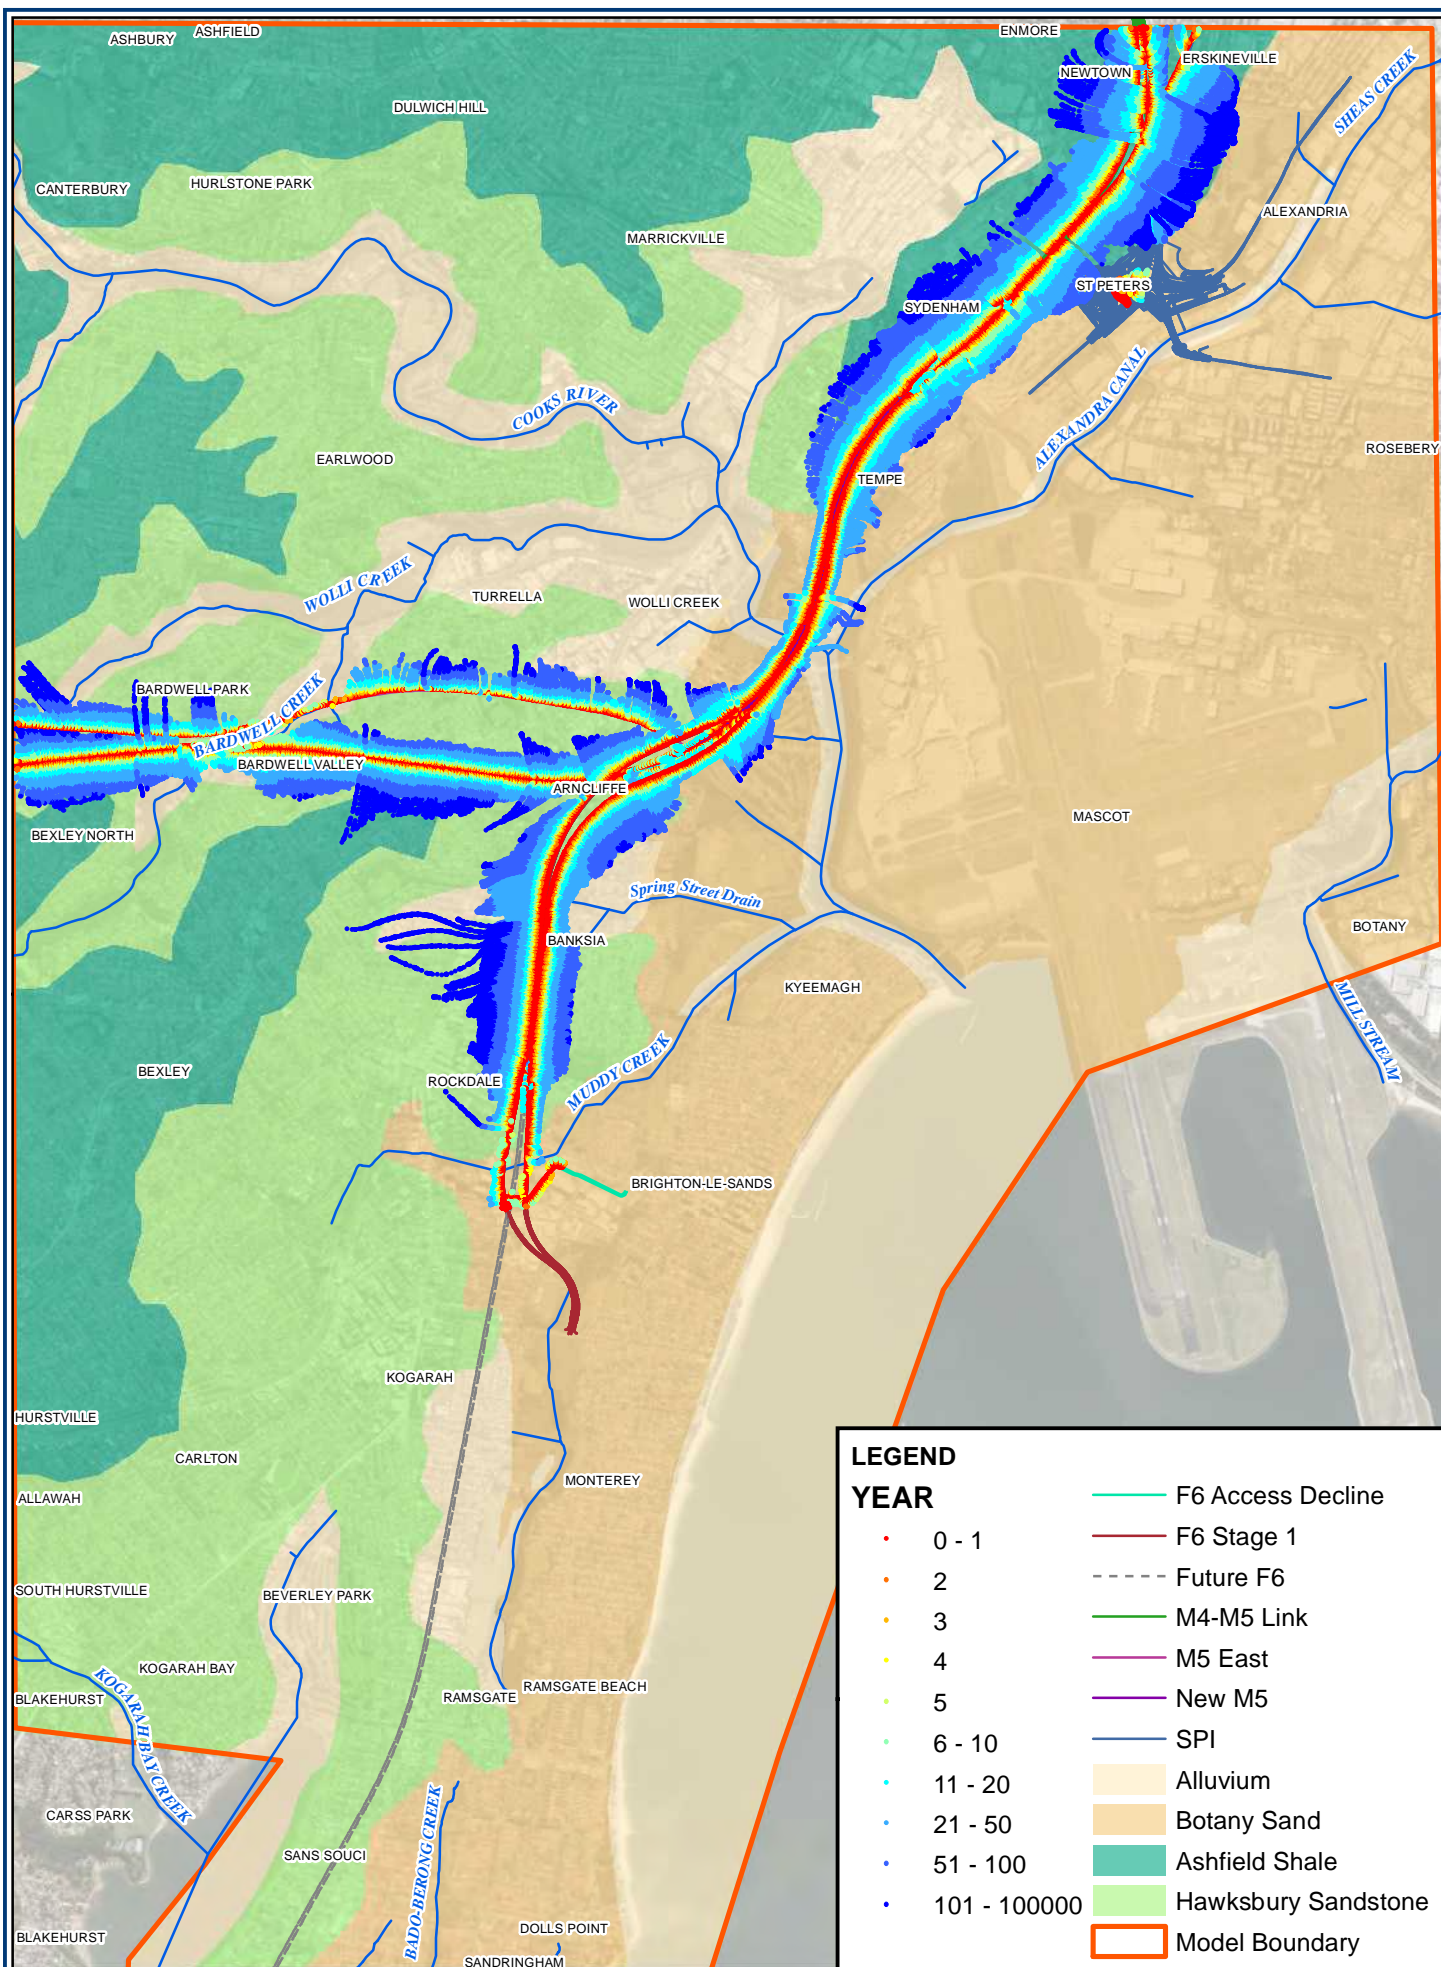 ASHBURY
ASHFIELD
ENMORE
NEWTOWN
ERSKINEVILLE
SHEAS CREEK
DULWICH HILL
CANTERBURY
HURLSTONE PARK
ALEXANDRIA
MARRICKVILLE
ST PETERS
SYDENHAM
COOKS RIVER
ALEXANDRA CANAL
EARLWOOD
ROSEBERY
TEMPE
WOLLI CREEK
TURRELLA
WOLLI CREEK
BARDWELL PARK
BARDWELL CREEK
BARDWELL VALLEY
ARNCLIFFE
MASCOT
BEXLEY NORTH
Spring Street Drain
BOTANY
BANKSIA
KYEEMAGH
MILL STREAM
BEXLEY
ROCKDALE
MUDDY CREEK
BRIGHTON-LE-SANDS
KOGARAH
HURSTVILLE
CARLTON
MONTEREY
ALLAWAH
SOUTH HURSTVILLE
BEVERLEY PARK
KOGARAH BAY
BLAKEHURST
KOGARAH BAY CREEK
RAMSGATE
RAMSGATE BEACH
CARSS PARK
SANS SOUCI
BADO-BERONG CREEK
BLAKEHURST
DOLLS POINT
SANDRINGHAM
LEGEND
YEAR
0 - 1
2
3
4
5
6 - 10
11 - 20
21 - 50
51 - 100
101 - 100000
F6 Access Decline
F6 Stage 1
Future F6
M4-M5 Link
M5 East
New M5
SPI
Alluvium
Botany Sand
Ashfield Shale
Hawksbury Sandstone
Model Boundary